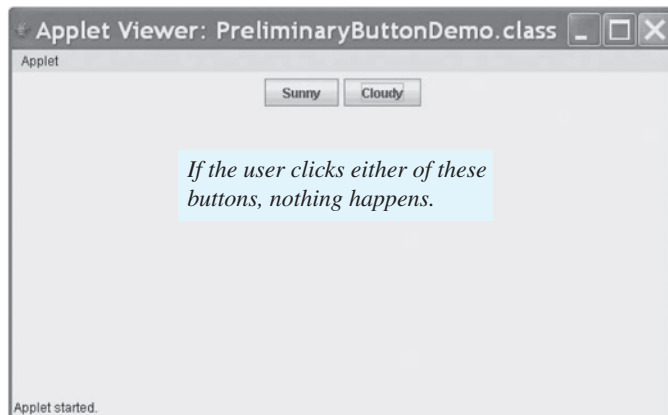 Applet Viewer: PreliminaryButtonDemo.class
Applet
Sunny Cloudy
If the user clicks either of these
buttons, nothing happens.
Applet started.